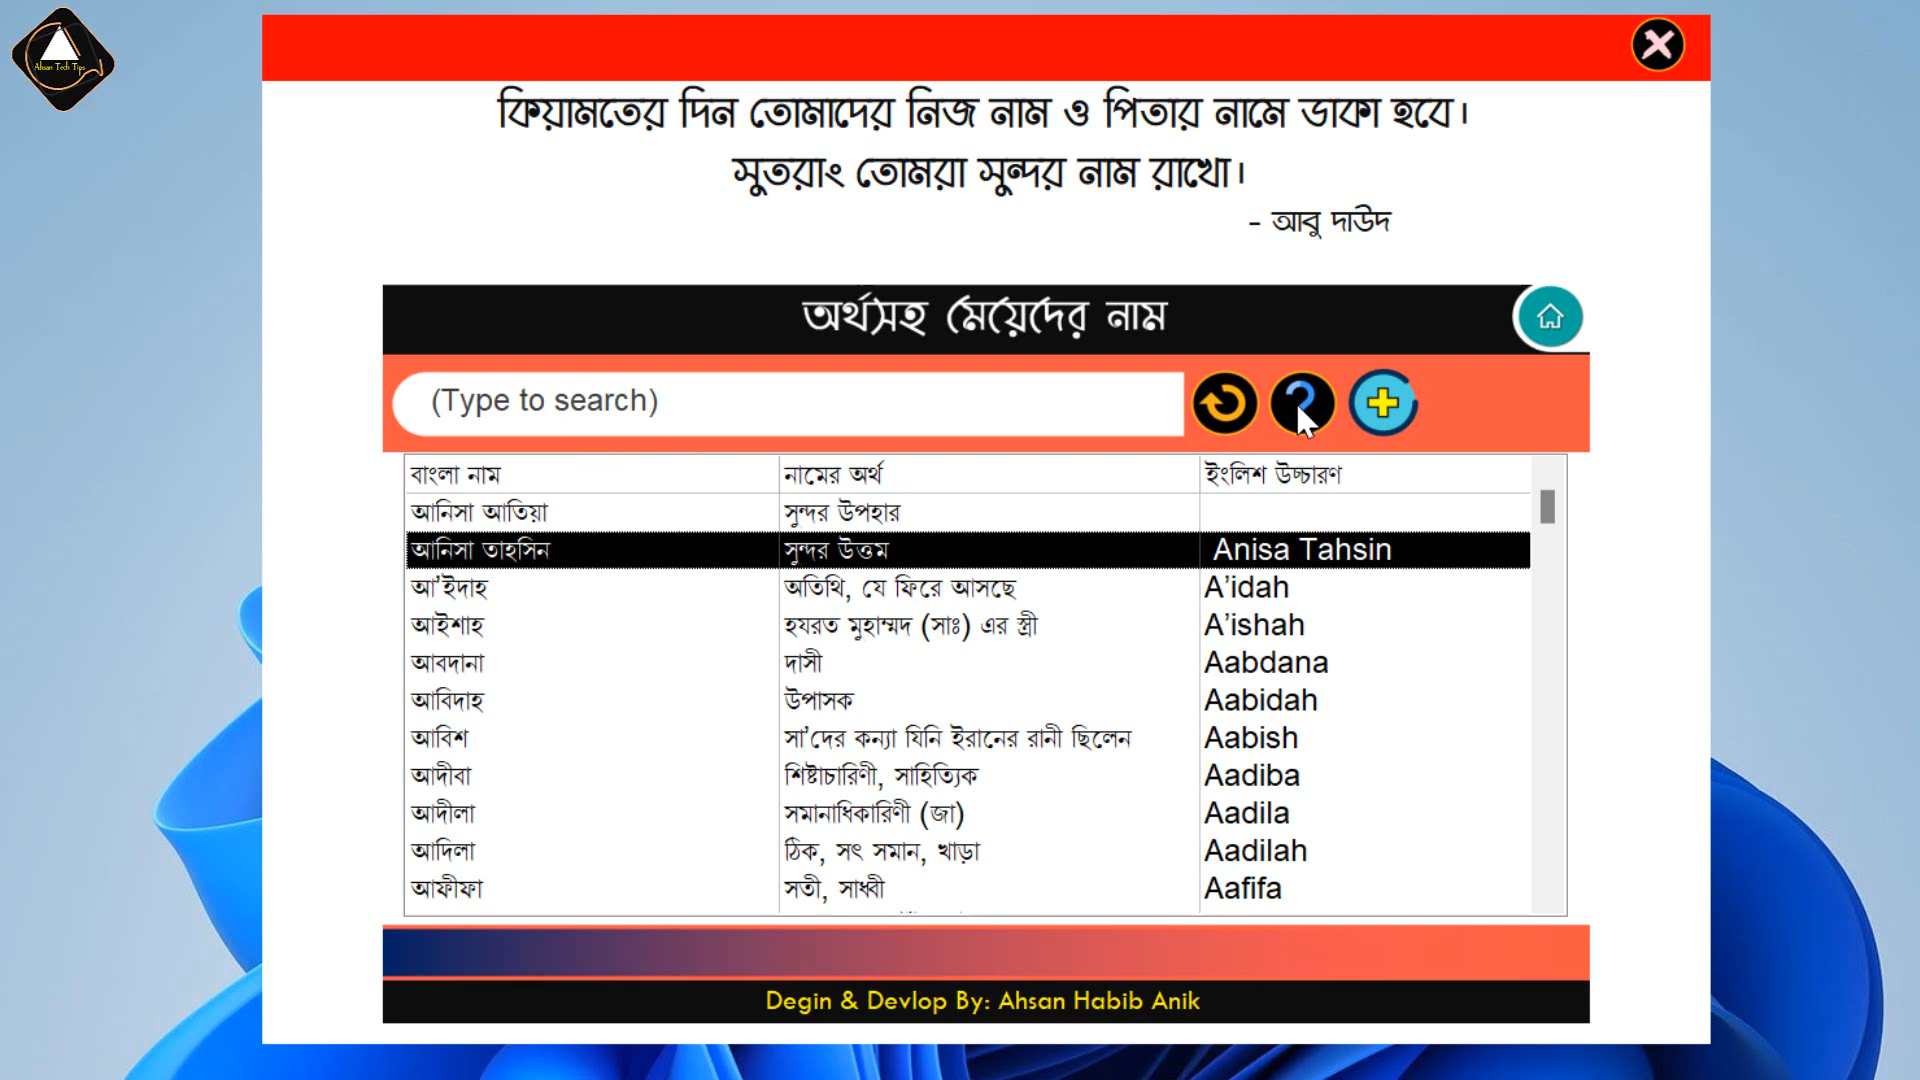 Ahsan Tech Tips
কিয়ামতের দিন তোমাদের নিজ নাম ও পিতার নামে ডাকা হবে।
সুতরাং তোমরা সুন্দর নাম রাখো।
- আবু দাউদ
অর্থসহ মেয়েদের নাম
(Type to search)
বাংলা নাম নামের অর্থ ইংলিশ উচ্চারণ
আনিসা আতিয়া সুন্দর উপহার
আনিসা তাহসিন সুন্দর উত্তম Anisa Tahsin
আ'ইদাহ অতিথি, যে ফিরে আসছে A’idah
আইশাহ হযরত মুহাম্মদ (সাঃ) এর স্ত্রী A’ishah
আবদানা দাসী Aabdana
আবিদাহ উপাসক Aabidah
আবিশ সা'দের কন্যা যিনি ইরানের রানী ছিলেন Aabish
আদীবা শিষ্টাচারিণী, সাহিত্যিক Aadiba
আদীলা সমানাধিকারিণী (জা) Aadila
আদিলা ঠিক, সৎ সমান, খাড়া Aadilah
আফীফা সতী, সাধ্বী Aafifa
Degin & Devlop By: Ahsan Habib Anik